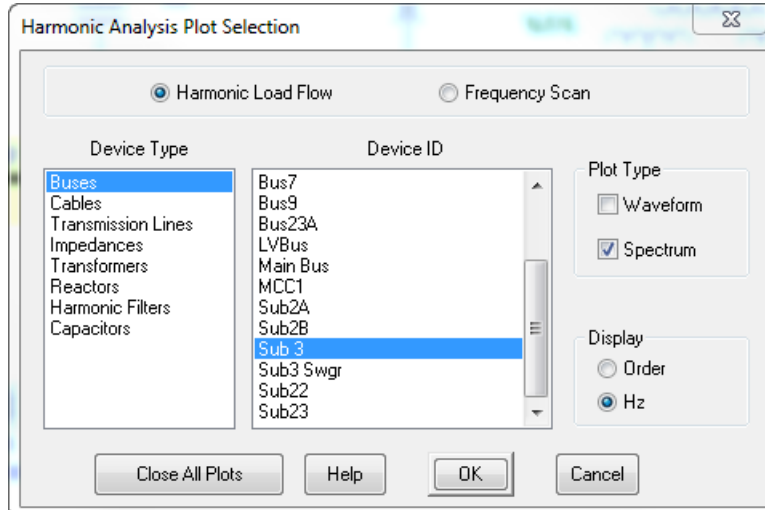 Harmonic Analysis Plot Selection
Harmonic Load Flow
Frequency Scan
Device Type
Buses
Cables
Transmission Lines
Impedances
Transformers
Reactors
Harmonic Filters
Capacitors
Device ID
Bus7
Bus9
Bus23A
LVBus
Main Bus
MCC1
Sub2A
Sub2B
Sub 3
Sub3 Swgr
Sub22
Sub23
Plot Type
Waveform
Spectrum
Display
Order
Hz
Close All Plots
Help
OK
Cancel